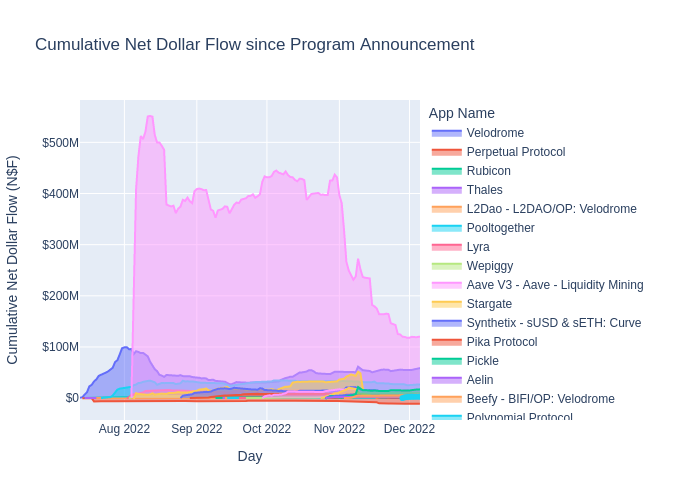 Cumulative Net Dollar Flow since Program Announcement
Cumulative Net Dollar Flow (N$F)
$500M
$400M
$300M
$200M
$100M
$0
Aug 2022
Sep 2022
Oct 2022
Nov 2022
Dec 2022
Day
App Name
Velodrome
Perpetual Protocol
Rubicon
Thales
L2Dao - L2DAO/OP: Velodrome
Pooltogether
Lyra
Wepiggy
Aave V3 - Aave - Liquidity Mining
Stargate
Synthetix - sUSD & sETH: Curve
Pika Protocol
Pickle
Aelin
Beefy - BIFI/OP: Velodrome
Polynomial Protocol